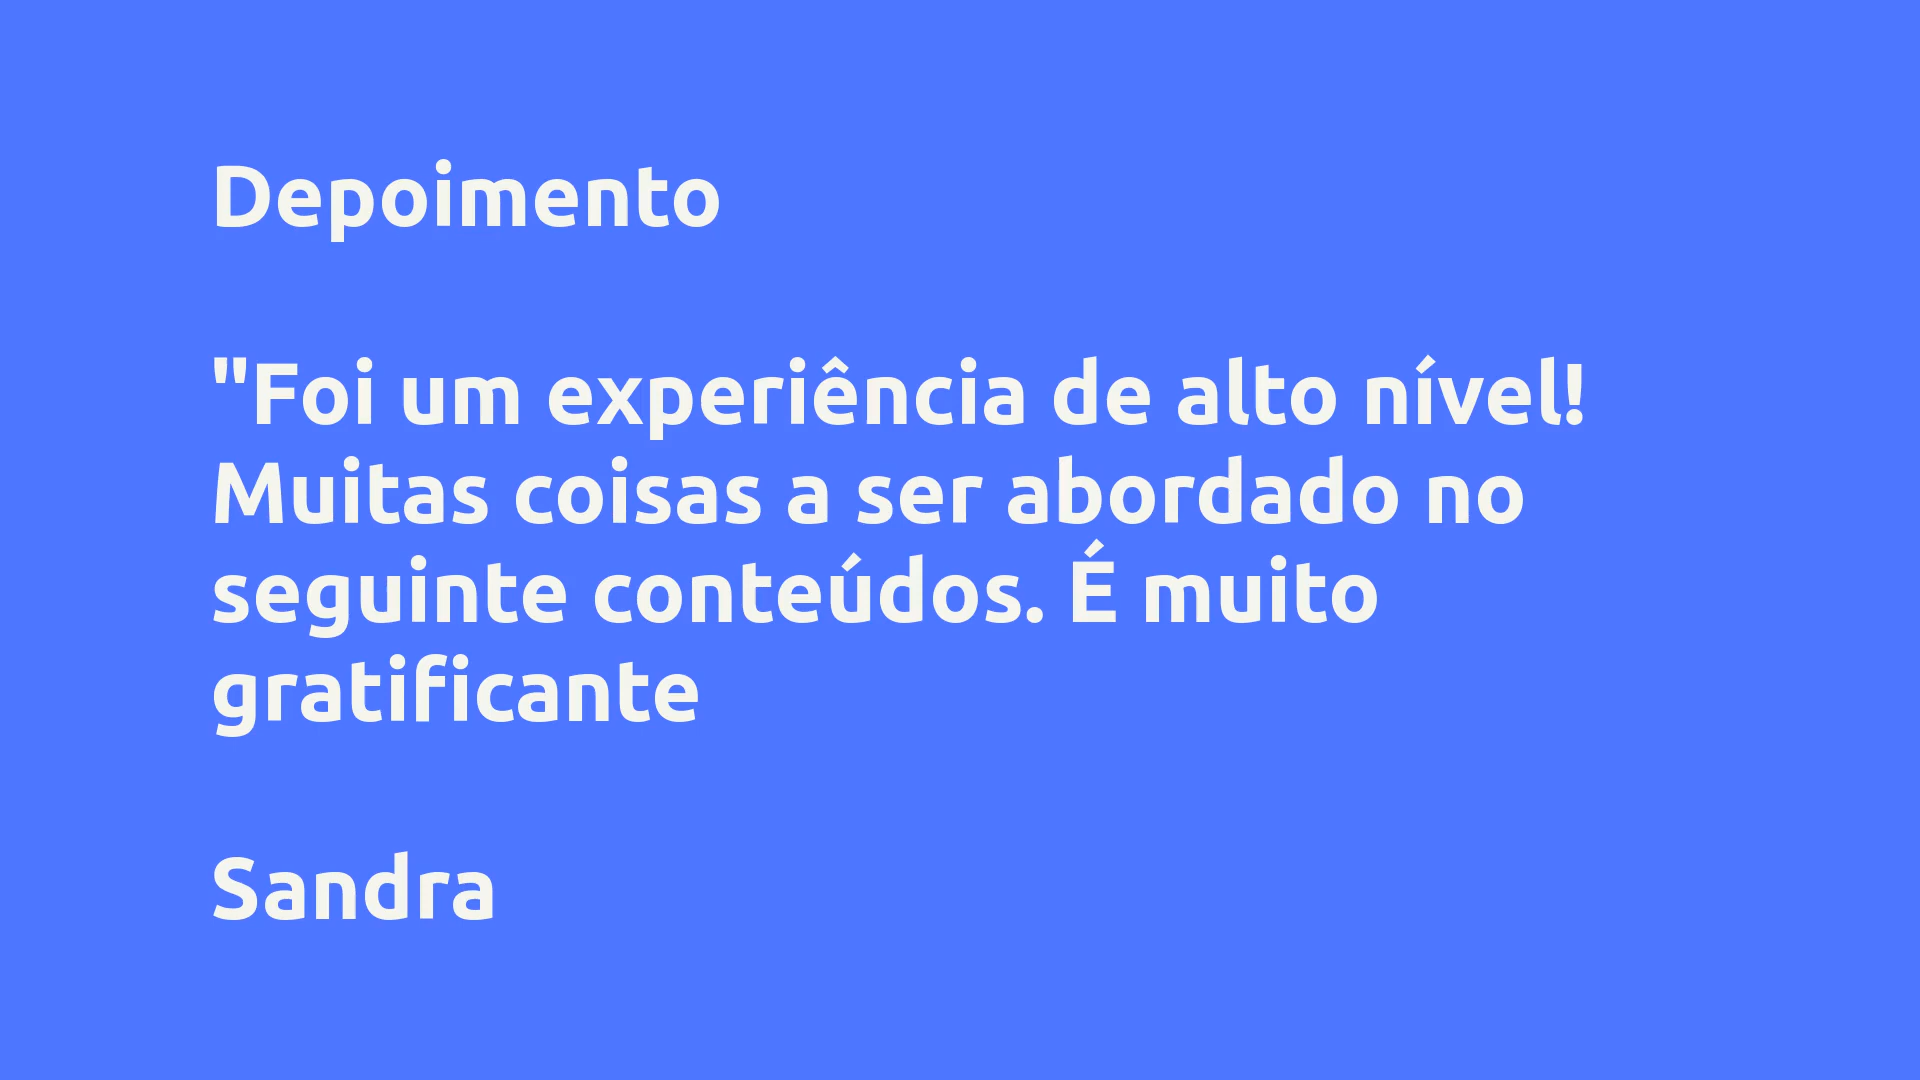 Depoimento
"Foi um experiência de alto nível!
Muitas coisas a ser abordado no
seguinte conteúdos. É muito
gratificante
Sandra